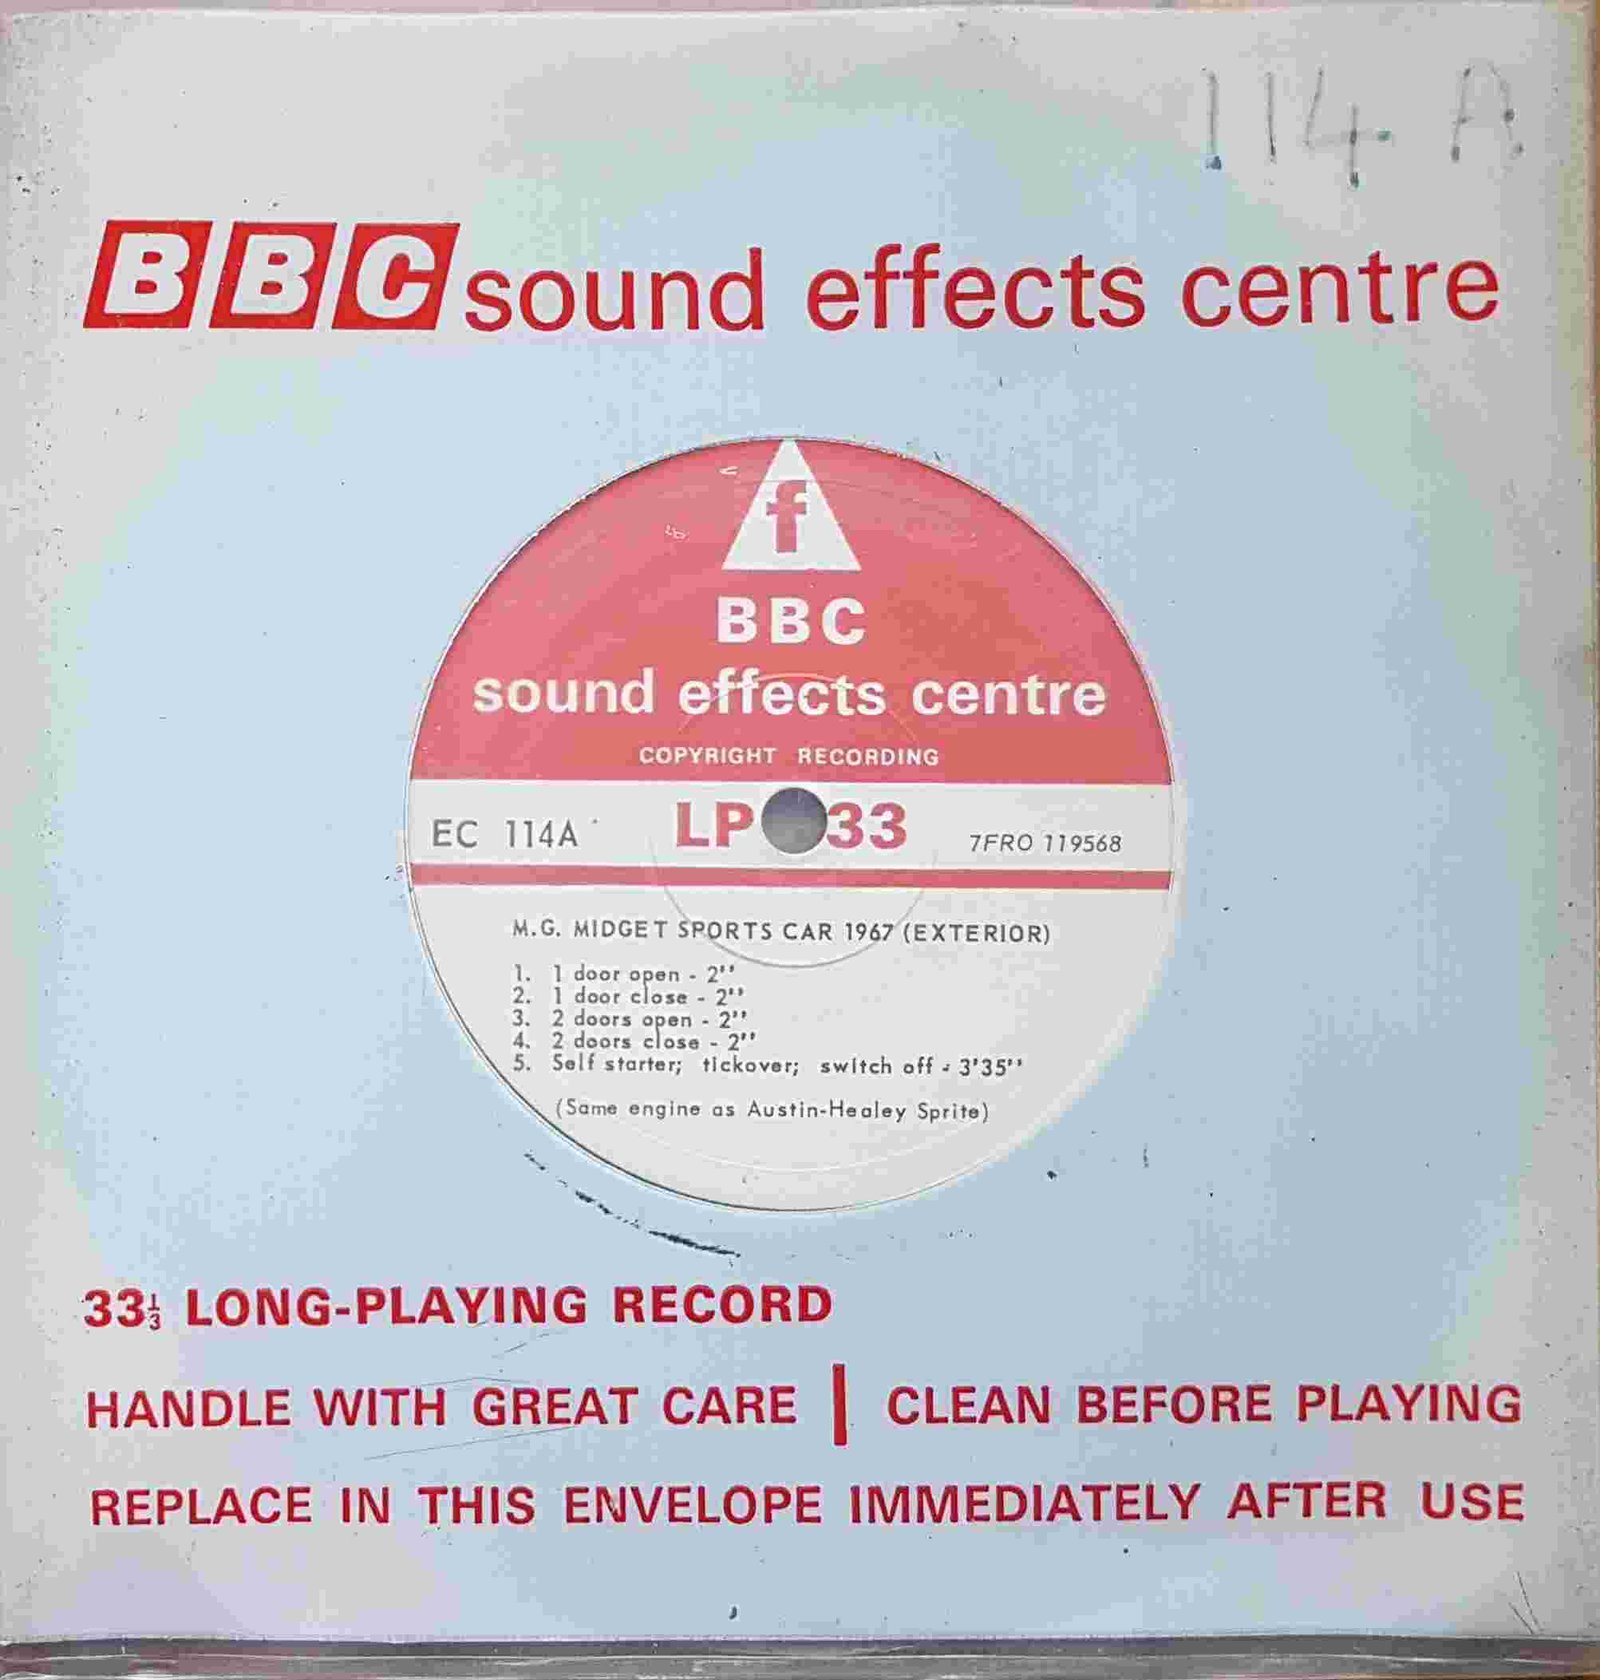 114 A
BBC sound effects centre
f
BBC
sound effects centre
COPYRIGHT RECORDING
EC 114A LP 33 7FRO 119568
M.G. MIDGET SPORTS CAR 1967 (EXTERIOR)
1. 1 door open - 2''
2. 1 door close - 2''
3. 2 doors open - 2''
4. 2 doors close - 2''
5. Self starter; tickover; switch off - 3'35''
(Same engine as Austin-Healey Sprite)
33⅓ LONG-PLAYING RECORD
HANDLE WITH GREAT CARE | CLEAN BEFORE PLAYING
REPLACE IN THIS ENVELOPE IMMEDIATELY AFTER USE